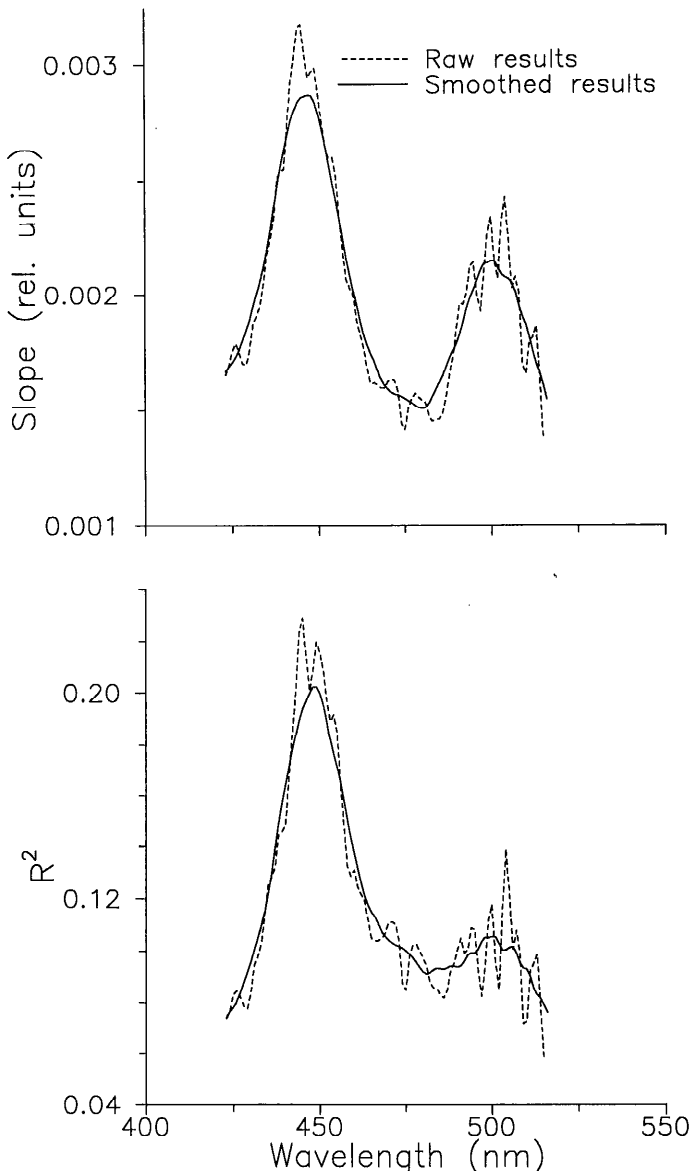 0.003
Raw results
Smoothed results
Slope (rel. units)
0.002
0.001
0.20
R²
0.12
0.04
400
450
500
550
Wavelength (nm)